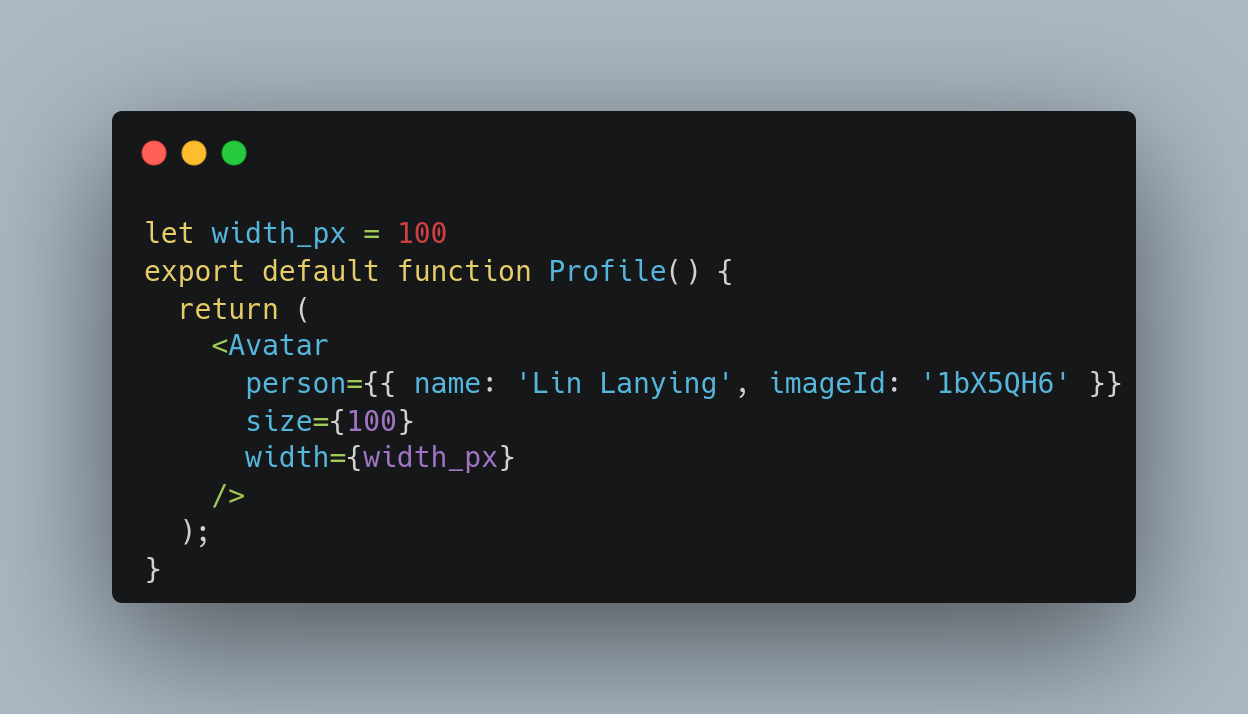 let width_px = 100
export default function Profile() {
  return (
    <Avatar
      person={{ name: 'Lin Lanying', imageId: '1bX5QH6' }}
      size={100}
      width={width_px}
    />
  );
}